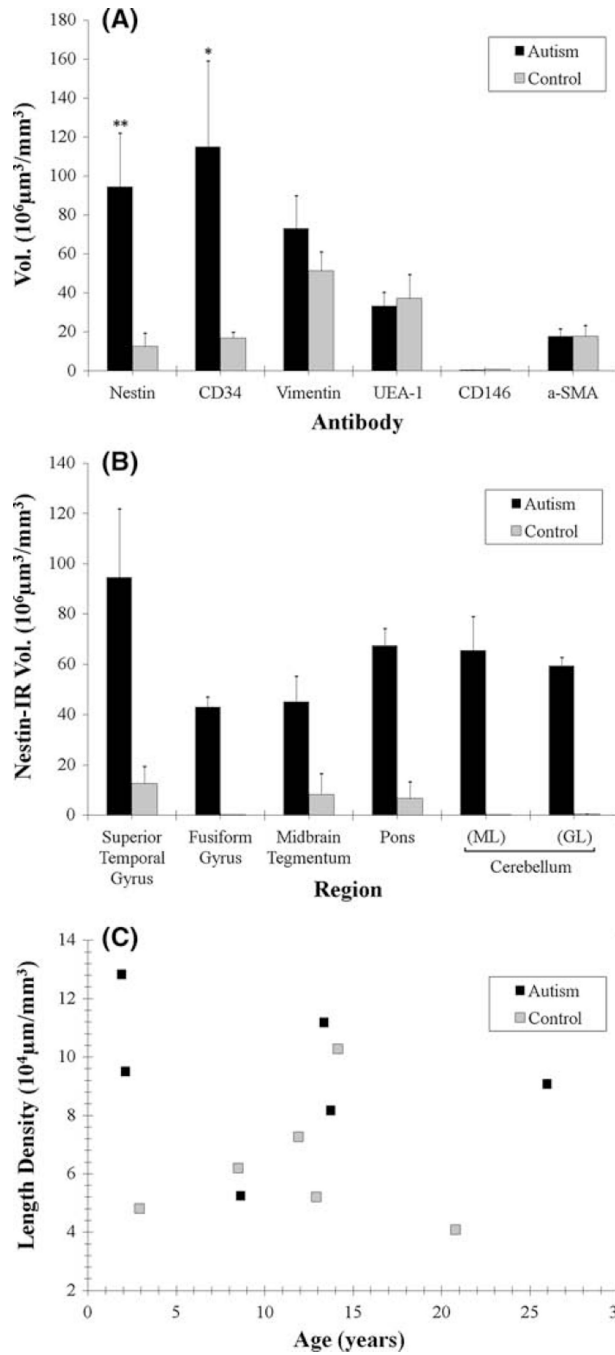 (A)
Autism
Control
180
160
140
120
100
80
60
40
20
0
**
*
Vol. (10⁶µm³/mm³)
Nestin CD34 Vimentin UEA-1 CD146 a-SMA
Antibody
(B)
Autism
Control
140
120
100
80
60
40
20
0
Nestin-IR Vol. (10⁶µm³/mm³)
Superior Fusiform Midbrain Pons (ML) (GL)
Temporal Gyrus Tegmentum Cerebellum
Gyrus
Region
(C)
Autism
Control
14
12
10
8
6
4
2
Length Density (10⁴µm/mm³)
0 5 10 15 20 25 3
Age (years)